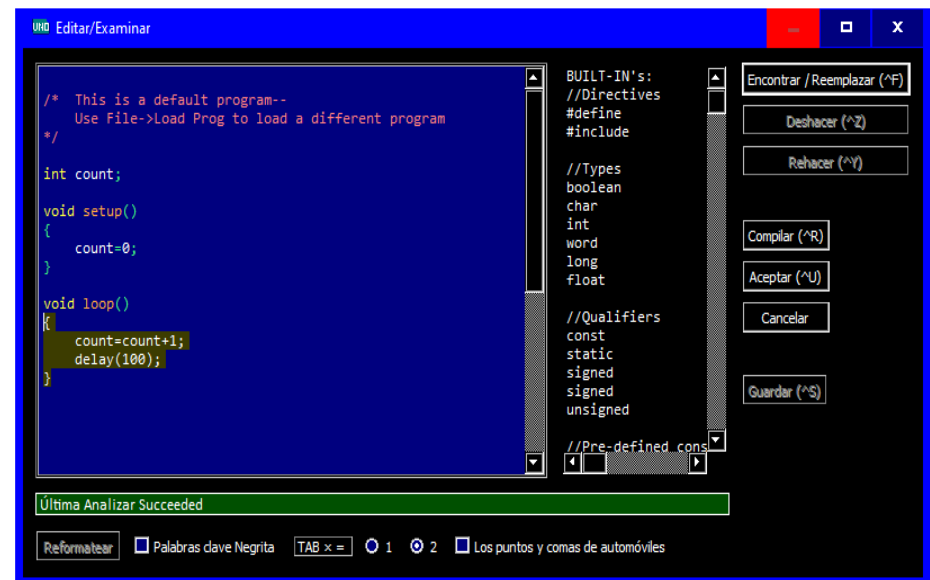 UNO Editar/Examinar
/* This is a default program--
Use File->Load Prog to load a different program
*/
int count;
void setup()
{
count=0;
}
void loop()
{
count=count+1;
delay(100);
}
BUILT-IN's:
//Directives
#define
#include
//Types
boolean
char
int
word
long
float
//Qualifiers
const
static
signed
signed
unsigned
//Pre-defined cons
Encontrar / Reemplazar (^F)
Deshacer (^Z)
Rehacer (^Y)
Compilar (^R)
Aceptar (^U)
Cancelar
Guardar (^S)
Última Analizar Succeeded
Reformatear Palabras clave Negrita TAB x = 1 2 Los puntos y comas de automóviles